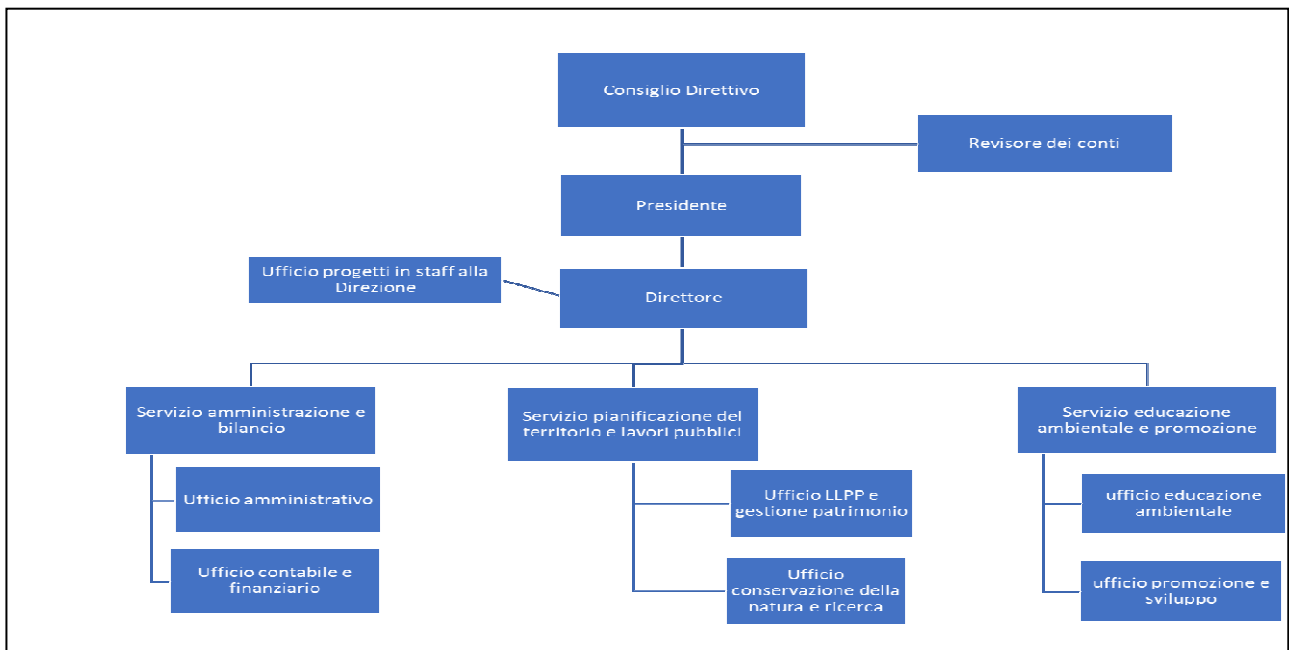 Consiglio Direttivo
Revisore dei conti
Presidente
Ufficio progetti in staff alla
Direzione
Direttore
Servizio amministrazione e
bilancio
Servizio pianificazione del
territorio e lavori pubblici
Servizio educazione
ambientale e promozione
Ufficio amministrativo
Ufficio LLPP e
gestione patrimonio
ufficio educazione
ambientale
Ufficio contabile e
finanziario
Ufficio
conservazione della
natura e ricerca
ufficio promozione e
sviluppo